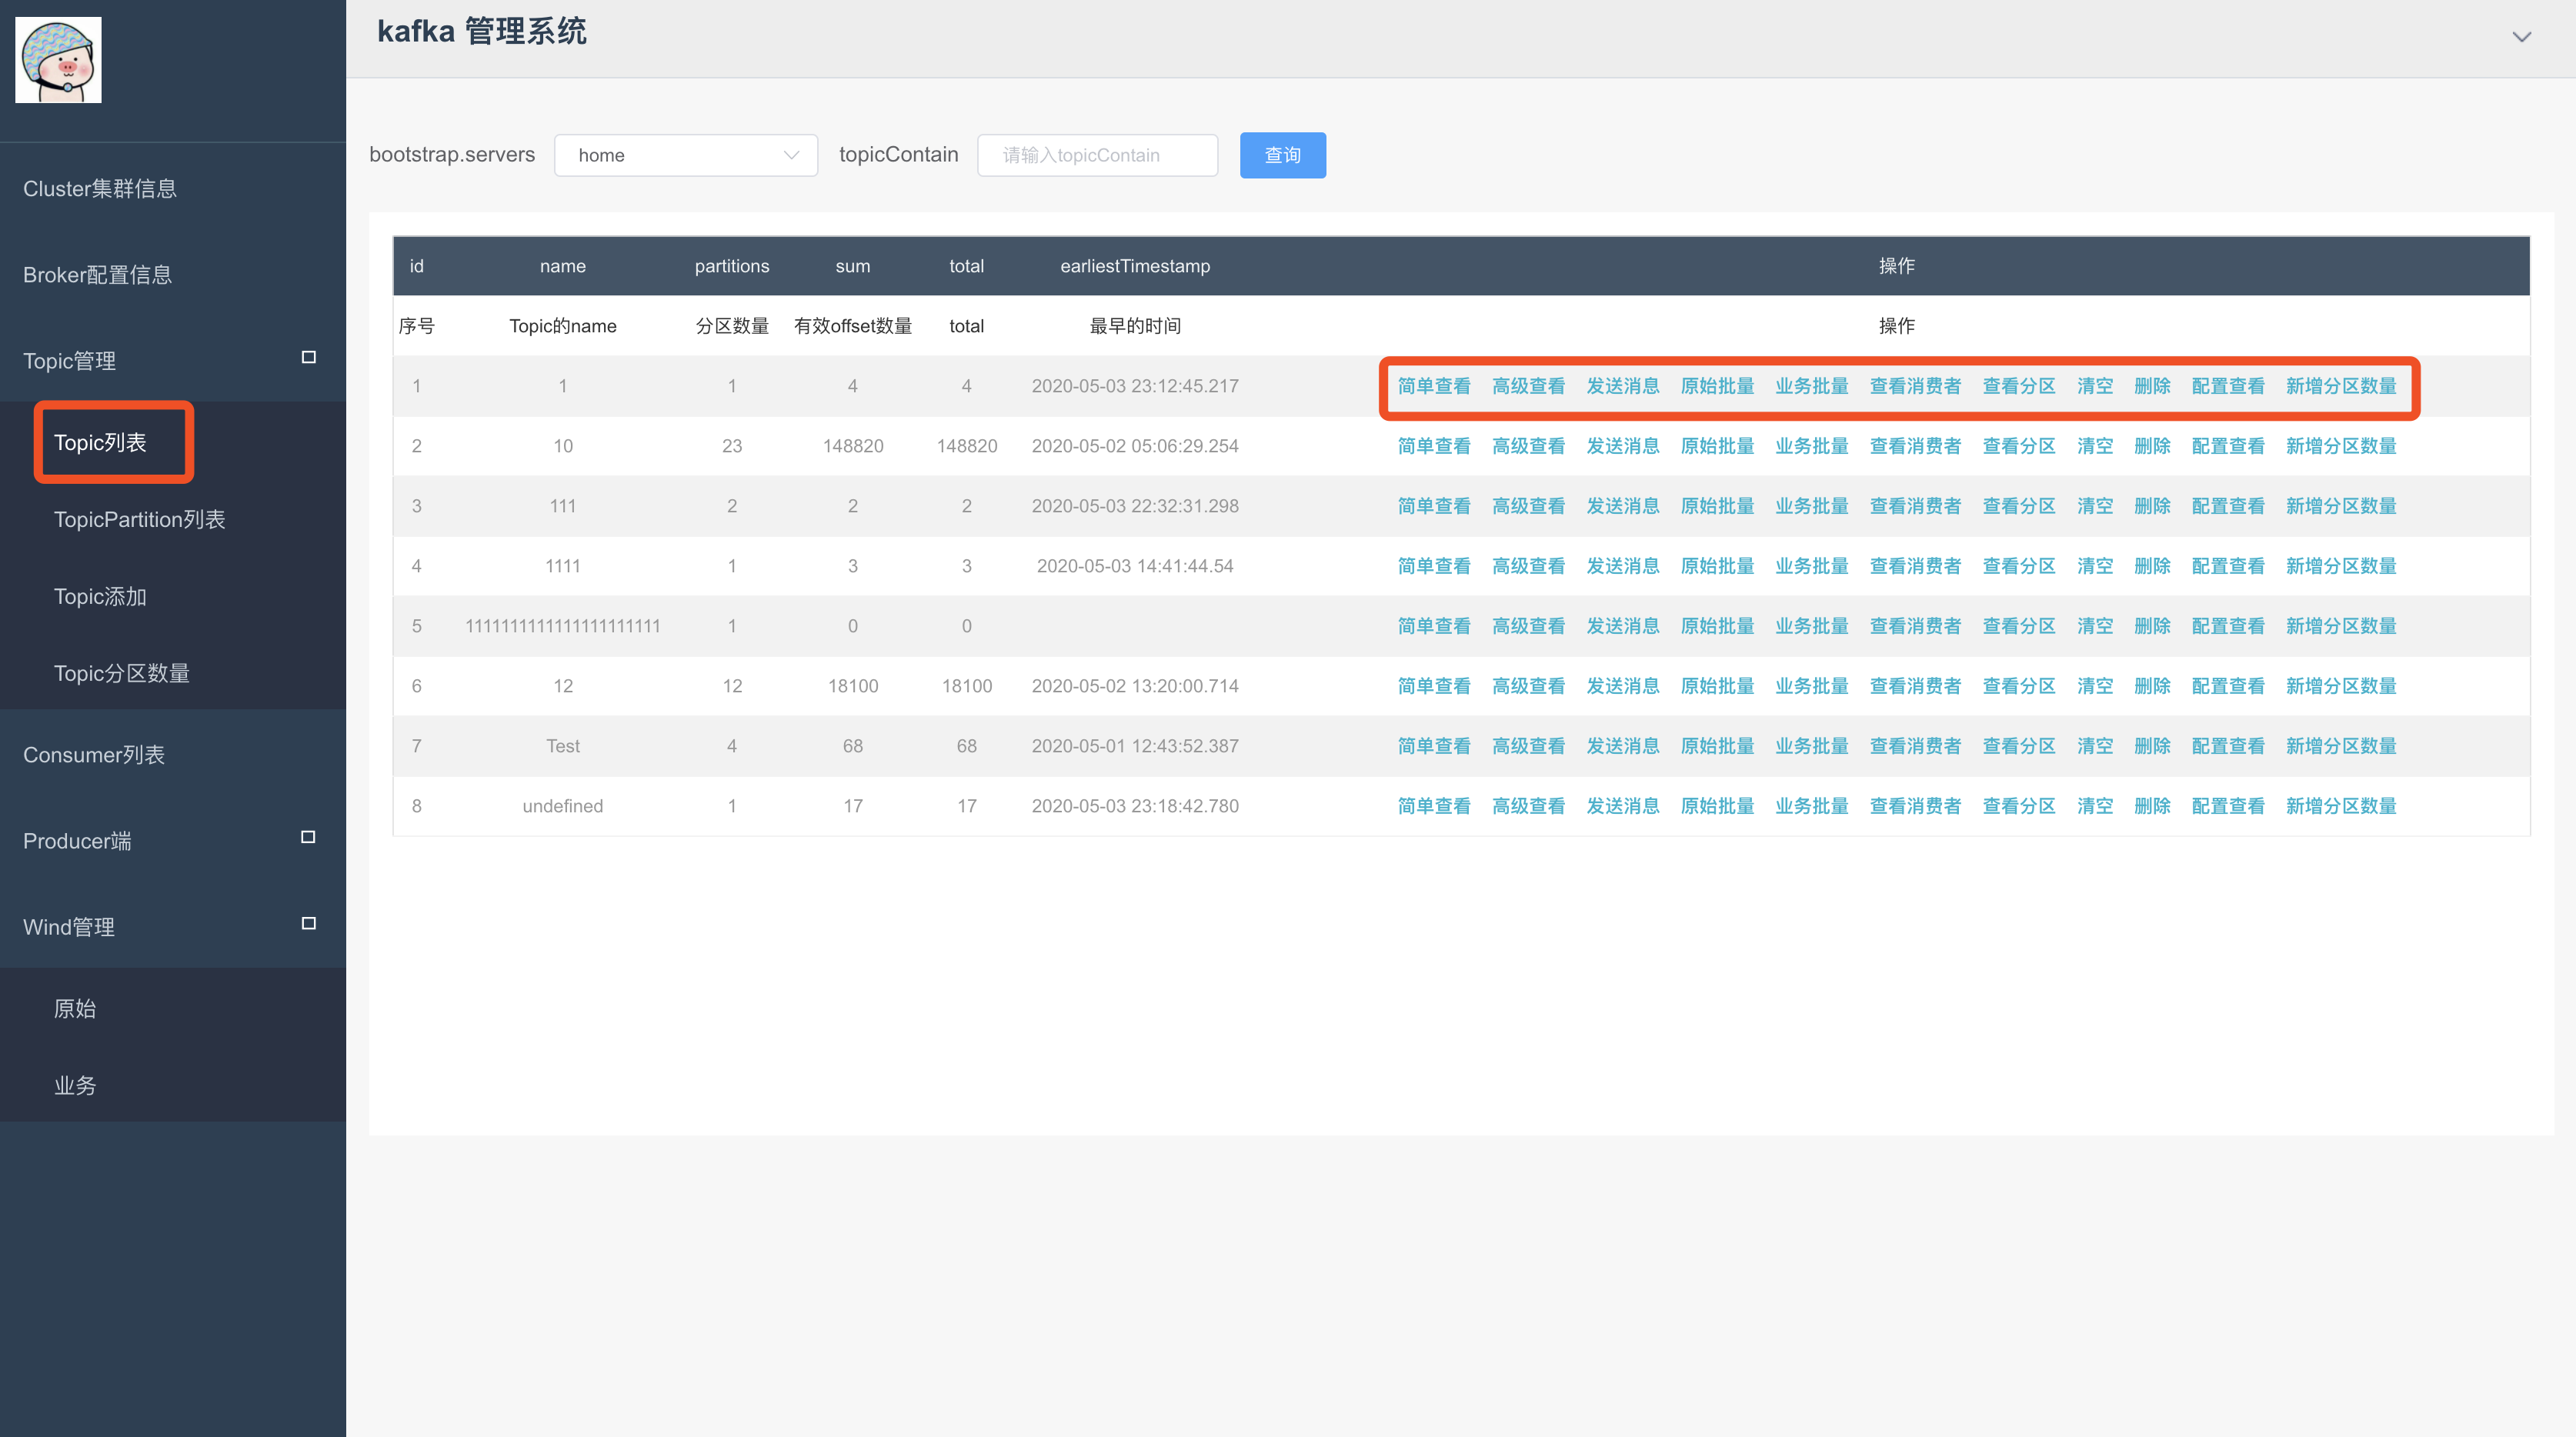 kafka 管理系统
Cluster集群信息
Broker配置信息
Topic管理
Topic列表
TopicPartition列表
Topic添加
Topic分区数量
Consumer列表
Producer端
Wind管理
原始
业务
bootstrap.servers home topicContain 请输入topicContain 查询
id name partitions sum total earliestTimestamp 操作
序号 Topic的name 分区数量 有效offset数量 total 最早的时间 操作
1 1 1 4 4 2020-05-03 23:12:45.217 简单查看 高级查看 发送消息 原始批量 业务批量 查看消费者 查看分区 清空 删除 配置查看 新增分区数量
2 10 23 148820 148820 2020-05-02 05:06:29.254 简单查看 高级查看 发送消息 原始批量 业务批量 查看消费者 查看分区 清空 删除 配置查看 新增分区数量
3 111 2 2 2 2020-05-03 22:32:31.298 简单查看 高级查看 发送消息 原始批量 业务批量 查看消费者 查看分区 清空 删除 配置查看 新增分区数量
4 1111 1 3 3 2020-05-03 14:41:44.54 简单查看 高级查看 发送消息 原始批量 业务批量 查看消费者 查看分区 清空 删除 配置查看 新增分区数量
5 1 0 0 简单查看 高级查看 发送消息 原始批量 业务批量 查看消费者 查看分区 清空 删除 配置查看 新增分区数量
6 12 12 18100 18100 2020-05-02 13:20:00.714 简单查看 高级查看 发送消息 原始批量 业务批量 查看消费者 查看分区 清空 删除 配置查看 新增分区数量
7 Test 4 68 68 2020-05-01 12:43:52.387 简单查看 高级查看 发送消息 原始批量 业务批量 查看消费者 查看分区 清空 删除 配置查看 新增分区数量
8 undefined 1 17 17 2020-05-03 23:18:42.780 简单查看 高级查看 发送消息 原始批量 业务批量 查看消费者 查看分区 清空 删除 配置查看 新增分区数量